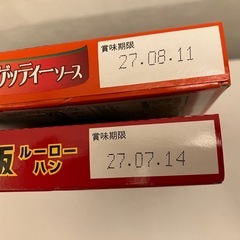 ゲッティーソース
賞味期限
27.08.11
賞味期限
飯 ルーロー
ハン
27.07.14